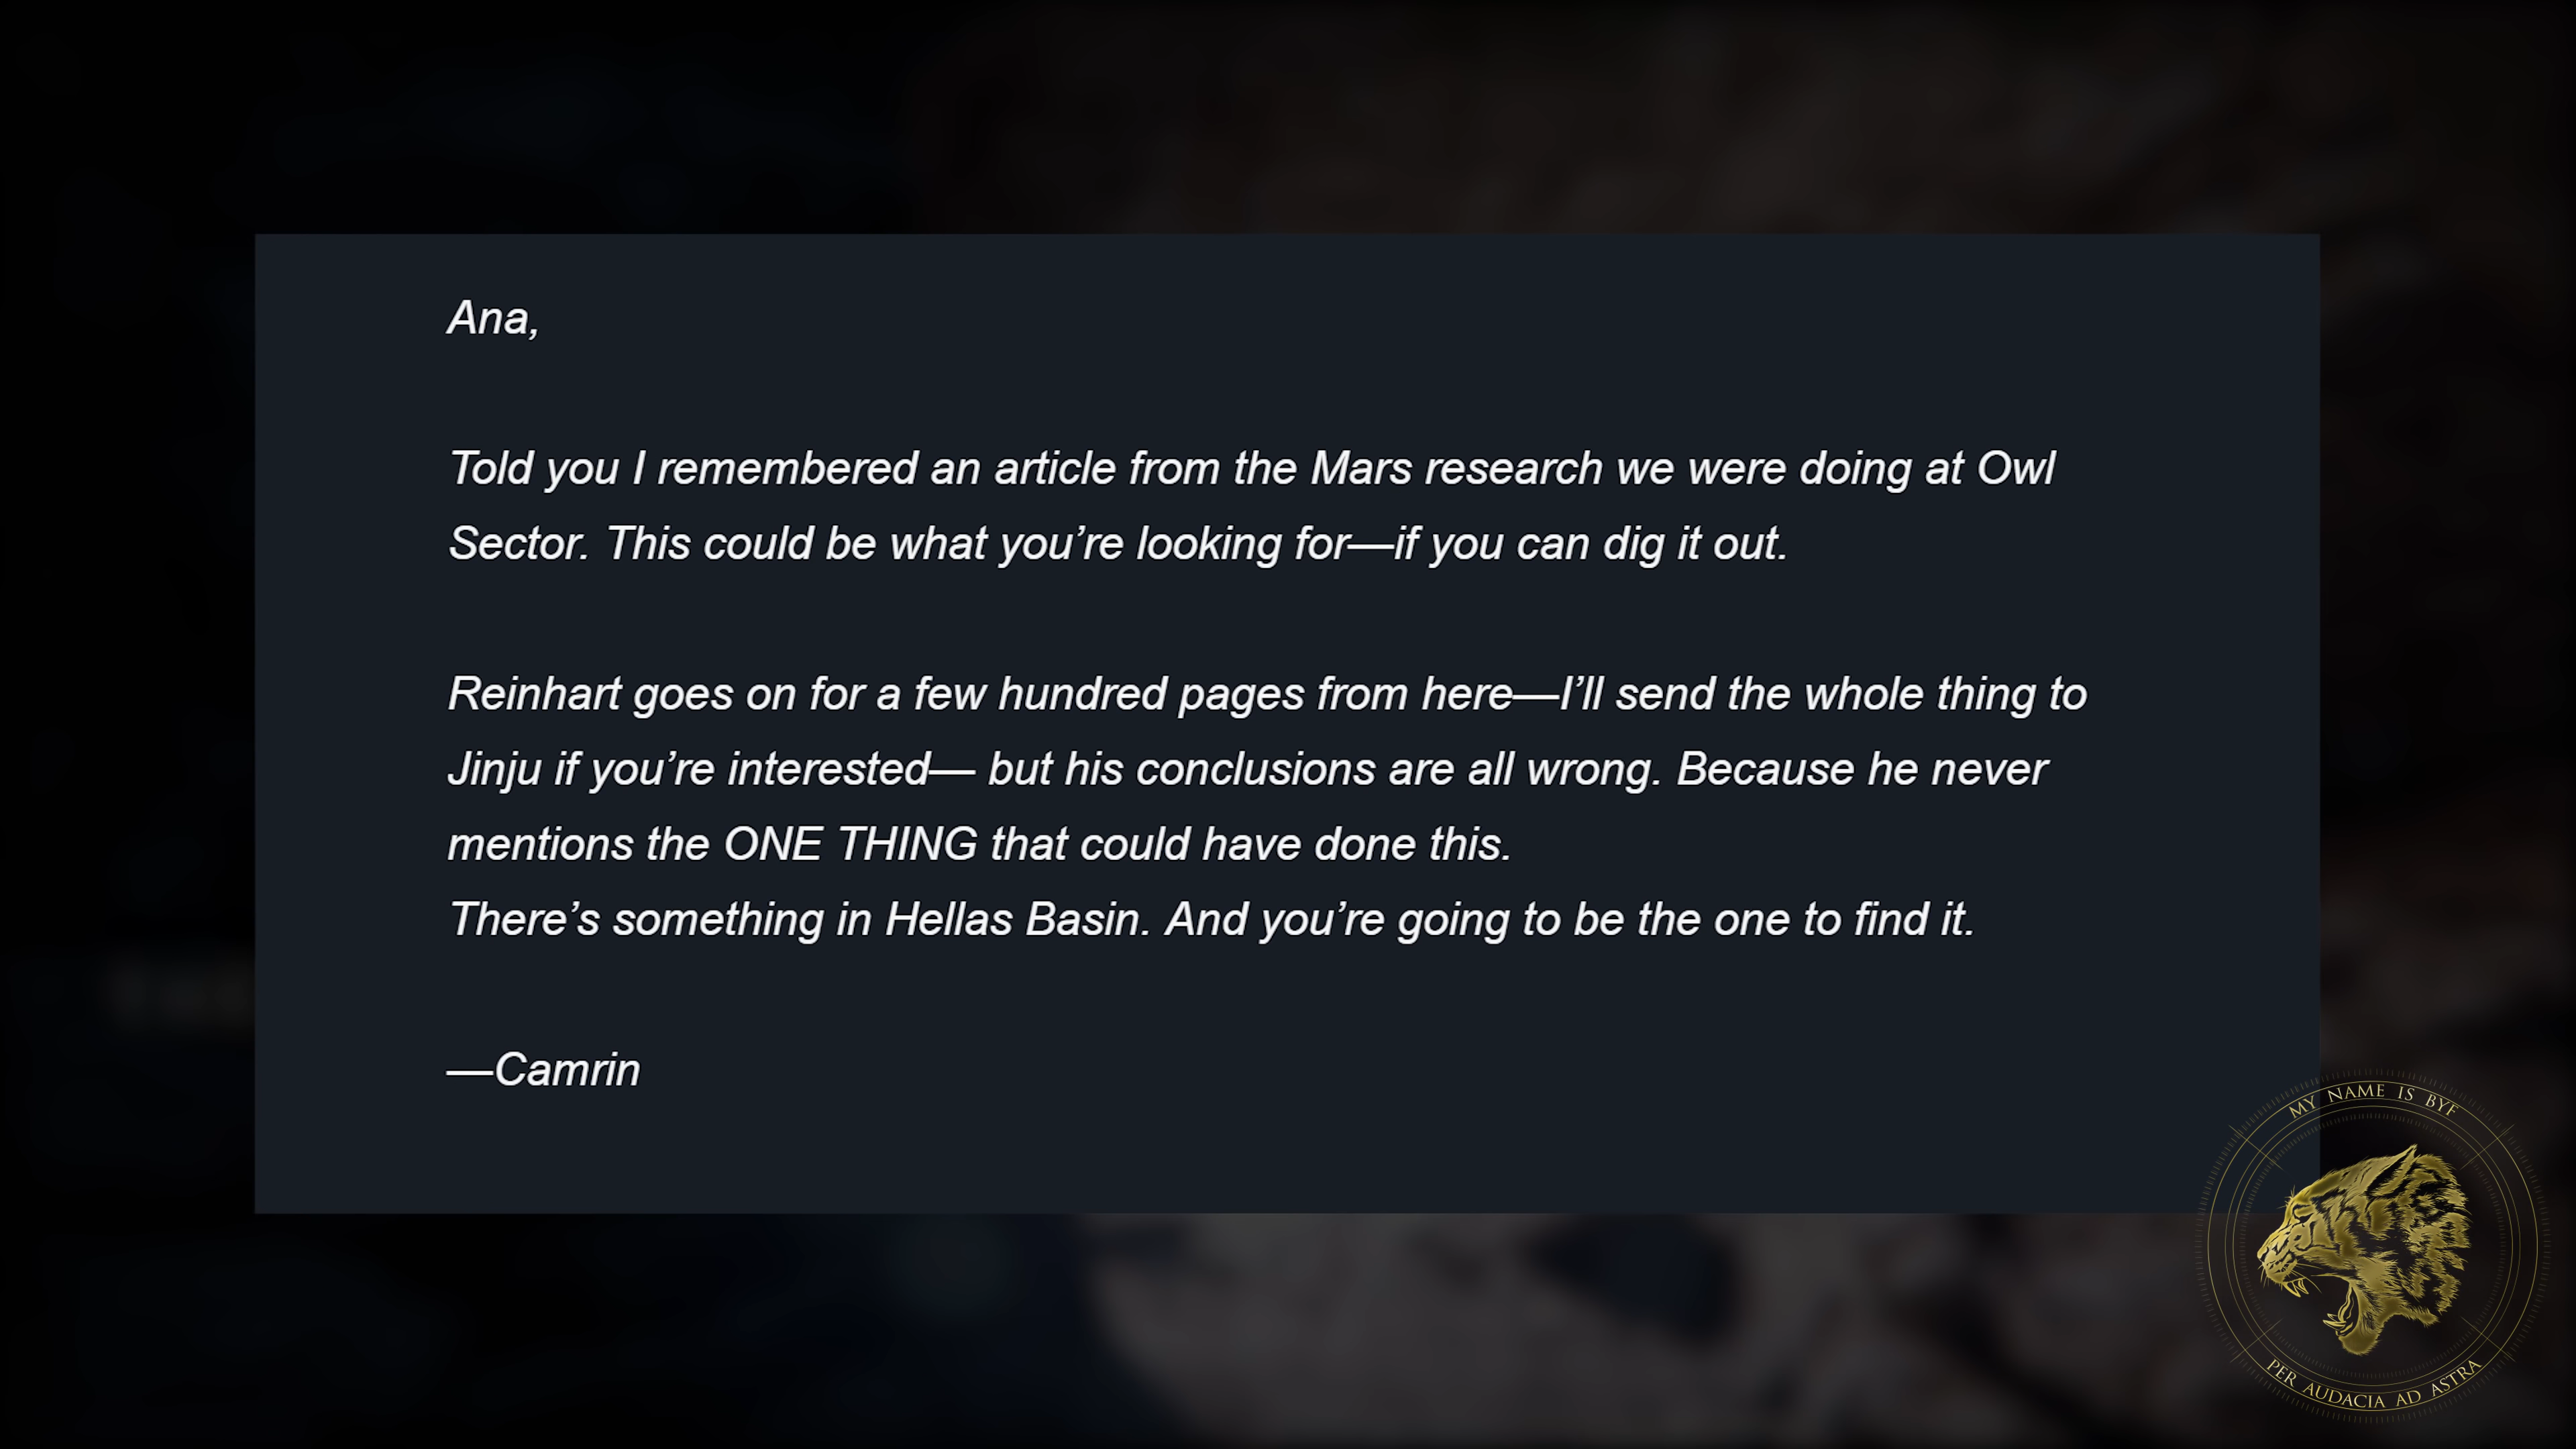 Ana,
Told you I remembered an article from the Mars research we were doing at Owl
Sector. This could be what you’re looking for—if you can dig it out.
Reinhart goes on for a few hundred pages from here—I’ll send the whole thing to
Jinju if you’re interested— but his conclusions are all wrong. Because he never
mentions the ONE THING that could have done this.
There’s something in Hellas Basin. And you’re going to be the one to find it.
—Camrin
MY NAME IS BYF
PER AUDACIA AD ASTRA